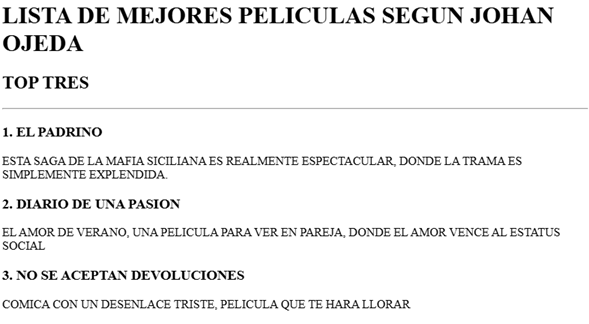 LISTA DE MEJORES PELICULAS SEGUN JOHAN
OJEDA
TOP TRES
1. EL PADRINO
ESTA SAGA DE LA MAFIA SICILIANA ES REALMENTE ESPECTACULAR, DONDE LA TRAMA ES
SIMPLEMENTE EXPLENDIDA.
2. DIARIO DE UNA PASION
EL AMOR DE VERANO, UNA PELICULA PARA VER EN PAREJA, DONDE EL AMOR VENCE AL ESTATUS
SOCIAL
3. NO SE ACEPTAN DEVOLUCIONES
COMICA CON UN DESENLACE TRISTE, PELICULA QUE TE HARA LLORAR